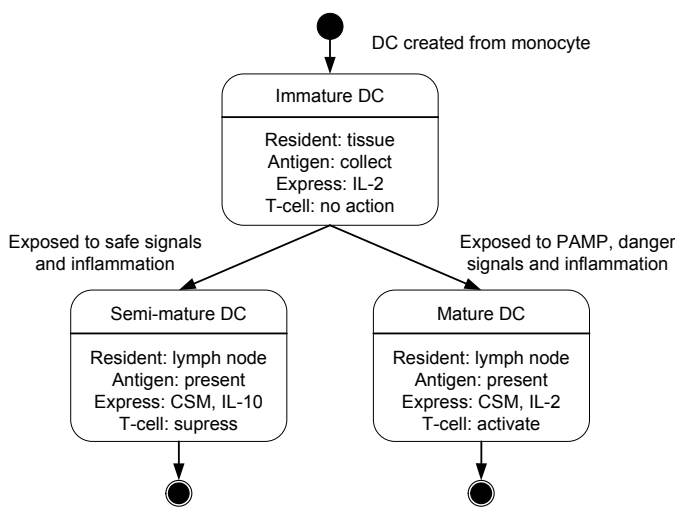 DC created from monocyte
Immature DC
Resident: tissue
Antigen: collect
Express: IL-2
T-cell: no action
Exposed to safe signals
and inflammation
Exposed to PAMP, danger
signals and inflammation
Semi-mature DC
Resident: lymph node
Antigen: present
Express: CSM, IL-10
T-cell: supress
Mature DC
Resident: lymph node
Antigen: present
Express: CSM, IL-2
T-cell: activate